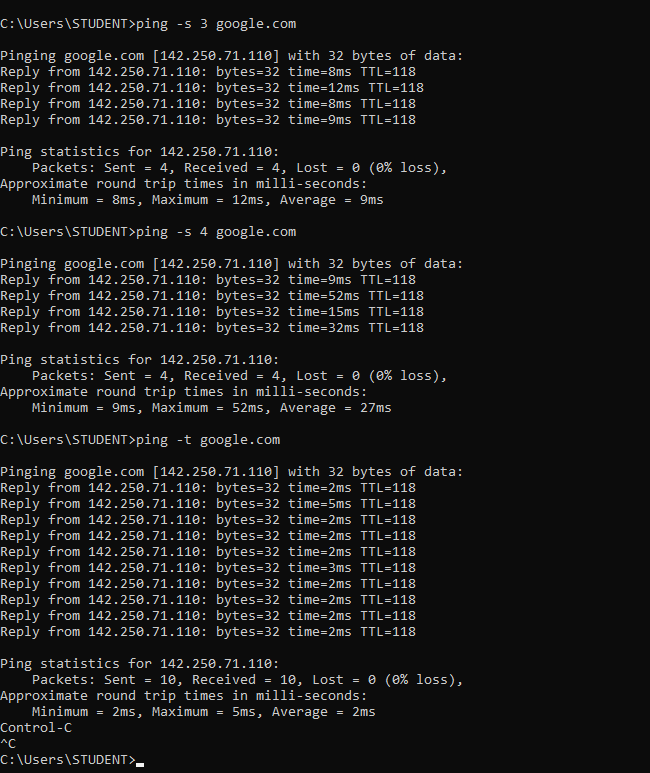 C:\Users\STUDENT>ping -s 3 google.com
Pinging google.com [142.250.71.110] with 32 bytes of data:
Reply from 142.250.71.110: bytes=32 time=8ms TTL=118
Reply from 142.250.71.110: bytes=32 time=12ms TTL=118
Reply from 142.250.71.110: bytes=32 time=8ms TTL=118
Reply from 142.250.71.110: bytes=32 time=9ms TTL=118
Ping statistics for 142.250.71.110:
    Packets: Sent = 4, Received = 4, Lost = 0 (0% loss),
Approximate round trip times in milli-seconds:
    Minimum = 8ms, Maximum = 12ms, Average = 9ms
C:\Users\STUDENT>ping -s 4 google.com
Pinging google.com [142.250.71.110] with 32 bytes of data:
Reply from 142.250.71.110: bytes=32 time=9ms TTL=118
Reply from 142.250.71.110: bytes=32 time=52ms TTL=118
Reply from 142.250.71.110: bytes=32 time=15ms TTL=118
Reply from 142.250.71.110: bytes=32 time=32ms TTL=118
Ping statistics for 142.250.71.110:
    Packets: Sent = 4, Received = 4, Lost = 0 (0% loss),
Approximate round trip times in milli-seconds:
    Minimum = 9ms, Maximum = 52ms, Average = 27ms
C:\Users\STUDENT>ping -t google.com
Pinging google.com [142.250.71.110] with 32 bytes of data:
Reply from 142.250.71.110: bytes=32 time=2ms TTL=118
Reply from 142.250.71.110: bytes=32 time=5ms TTL=118
Reply from 142.250.71.110: bytes=32 time=2ms TTL=118
Reply from 142.250.71.110: bytes=32 time=2ms TTL=118
Reply from 142.250.71.110: bytes=32 time=2ms TTL=118
Reply from 142.250.71.110: bytes=32 time=3ms TTL=118
Reply from 142.250.71.110: bytes=32 time=2ms TTL=118
Reply from 142.250.71.110: bytes=32 time=2ms TTL=118
Reply from 142.250.71.110: bytes=32 time=2ms TTL=118
Reply from 142.250.71.110: bytes=32 time=2ms TTL=118
Ping statistics for 142.250.71.110:
    Packets: Sent = 10, Received = 10, Lost = 0 (0% loss),
Approximate round trip times in milli-seconds:
    Minimum = 2ms, Maximum = 5ms, Average = 2ms
Control-C
^C
C:\Users\STUDENT>